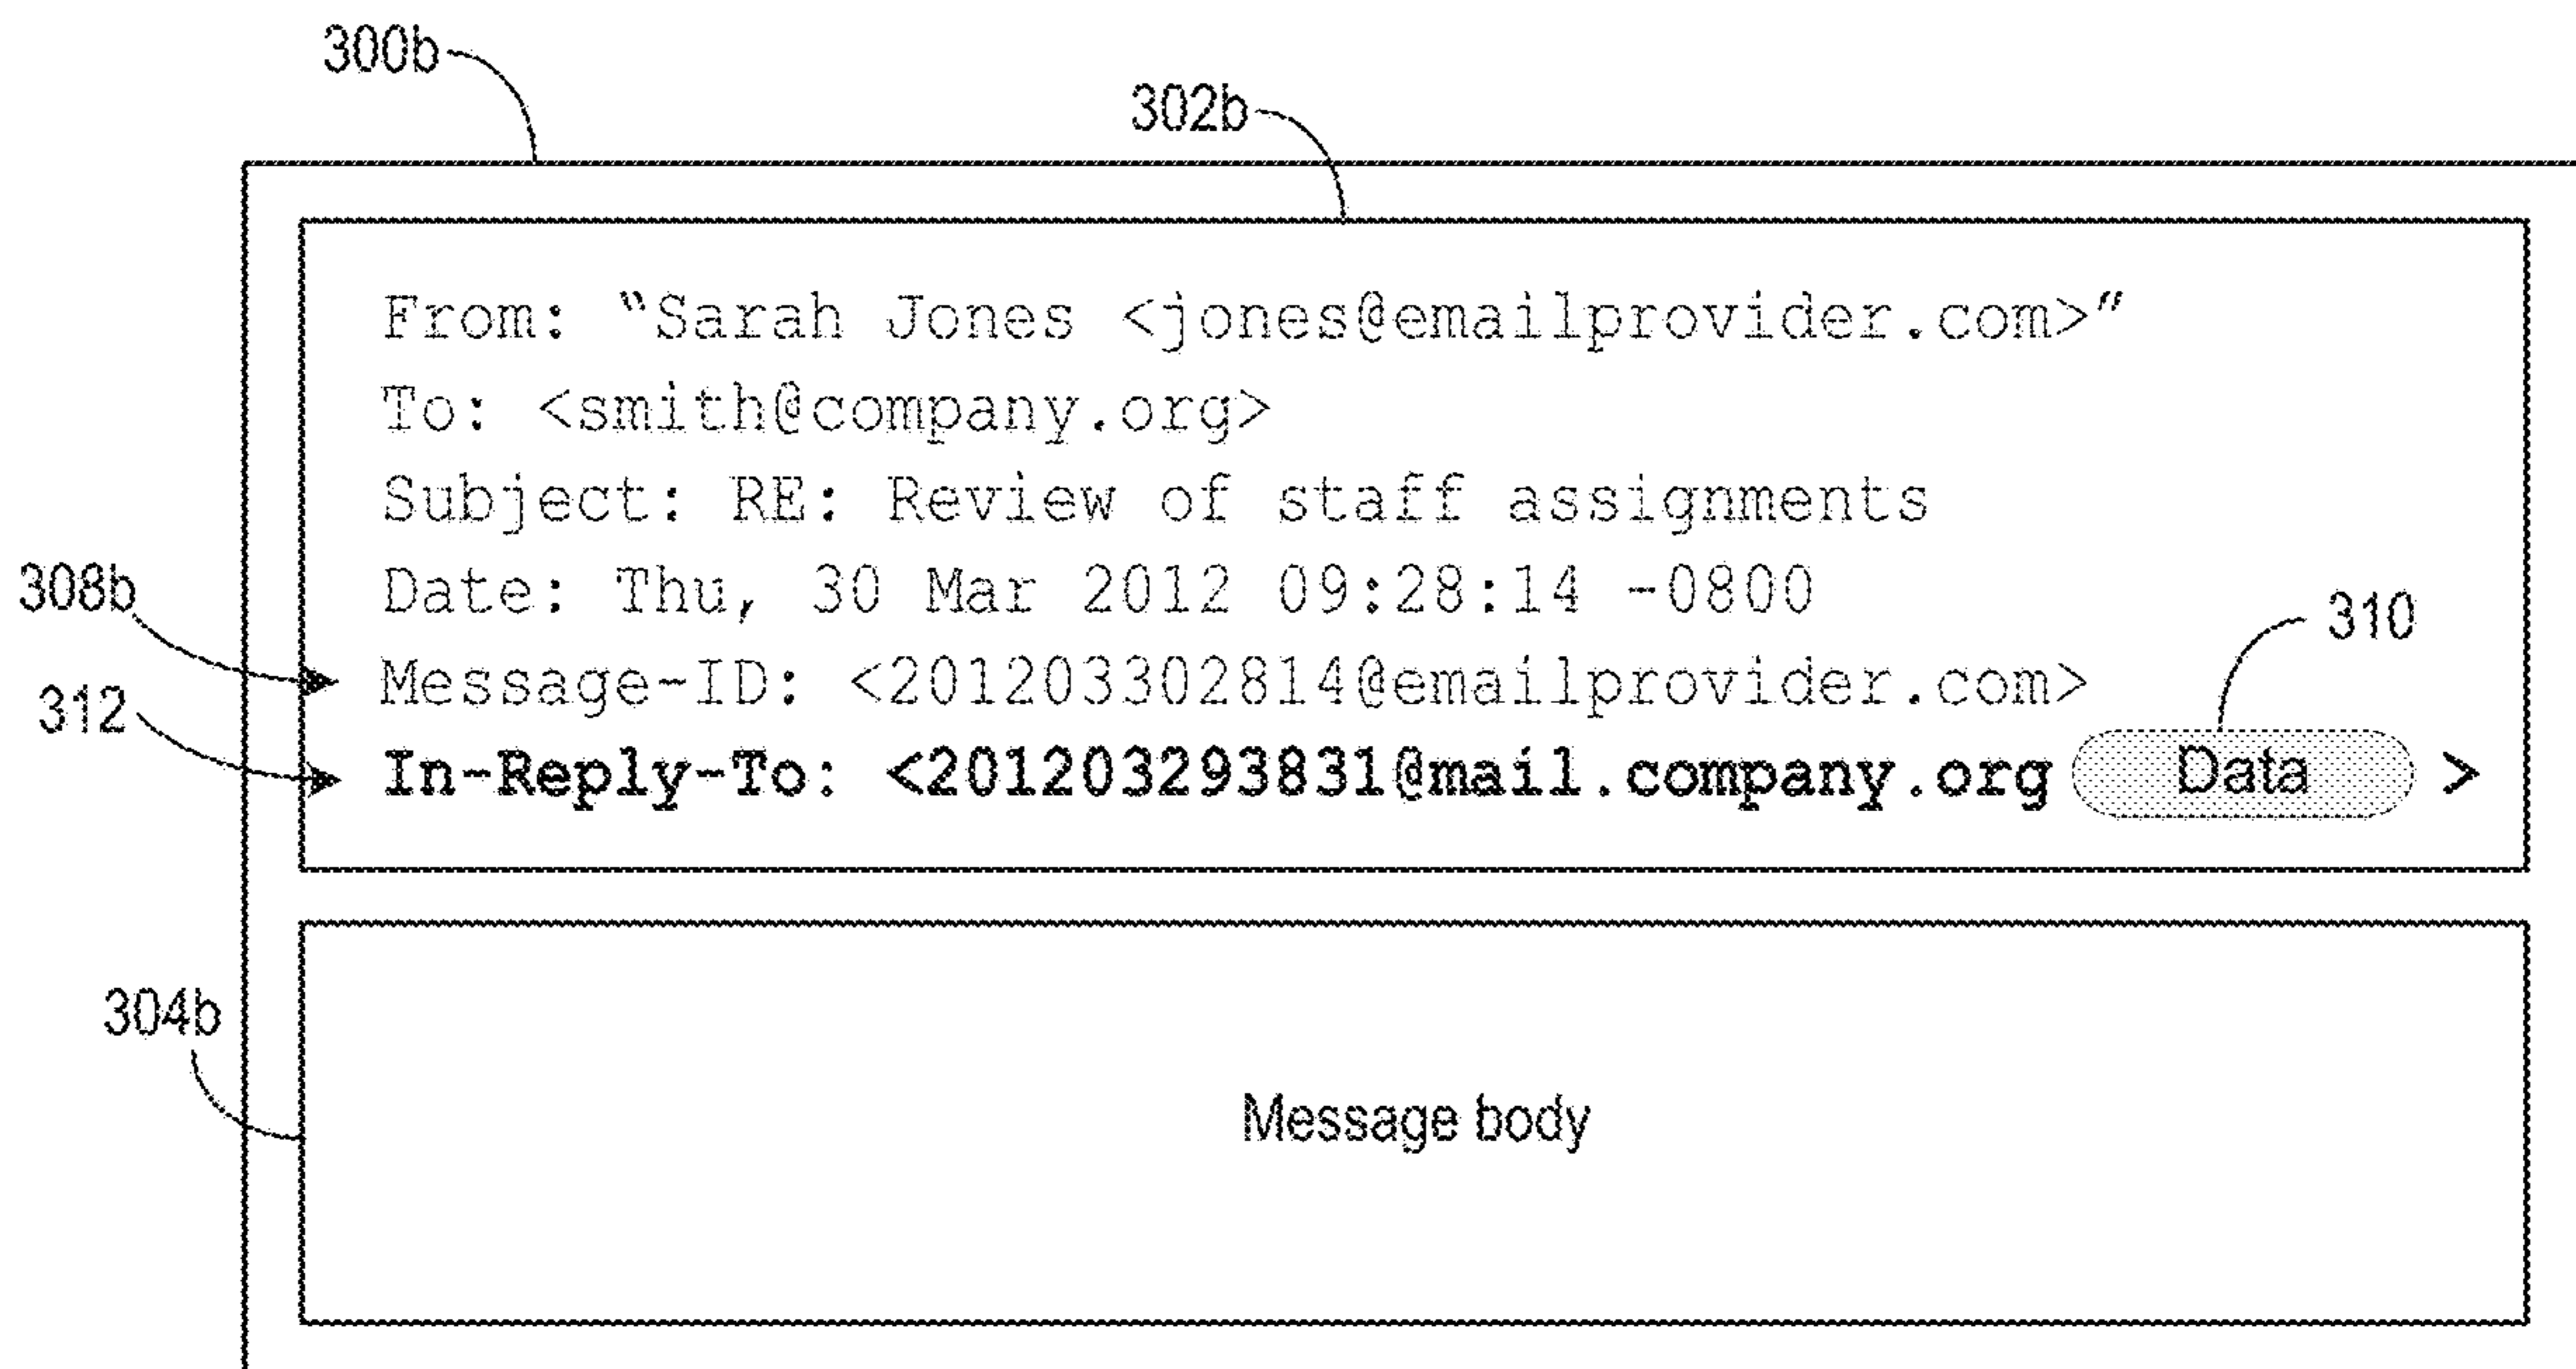 300b
302b
From: “Sarah Jones <jones@emailprovider.com>”
To: <smith@company.org>
Subject: RE: Review of staff assignments
Date: Thu, 30 Mar 2012 09:28:14 -0800
308b
310
Message-ID: <201203302814@emailprovider.com>
312
In-Reply-To: <201203293831@mail.company.org Data >
304b
Message body